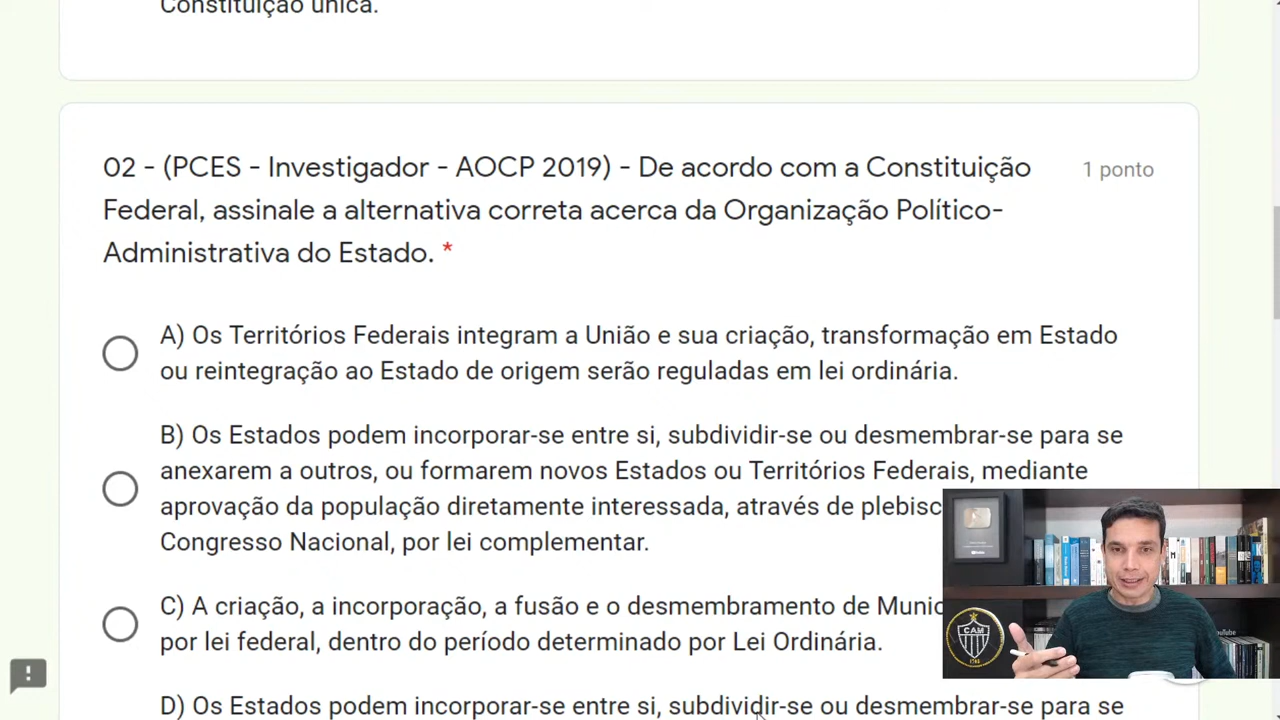 Constituição única.
02 - (PCES - Investigador - AOCP 2019) - De acordo com a Constituição
1 ponto
Federal, assinale a alternativa correta acerca da Organização Político-
Administrativa do Estado. *
A) Os Territórios Federais integram a União e sua criação, transformação em Estado
ou reintegração ao Estado de origem serão reguladas em lei ordinária.
B) Os Estados podem incorporar-se entre si, subdividir-se ou desmembrar-se para se
anexarem a outros, ou formarem novos Estados ou Territórios Federais, mediante
aprovação da população diretamente interessada, através de plebisc
Congresso Nacional, por lei complementar.
C) A criação, a incorporação, a fusão e o desmembramento de Munic
por lei federal, dentro do período determinado por Lei Ordinária.
CAM
D) Os Estados podem incorporar-se entre si, subdividir-se ou desmembrar-se para se